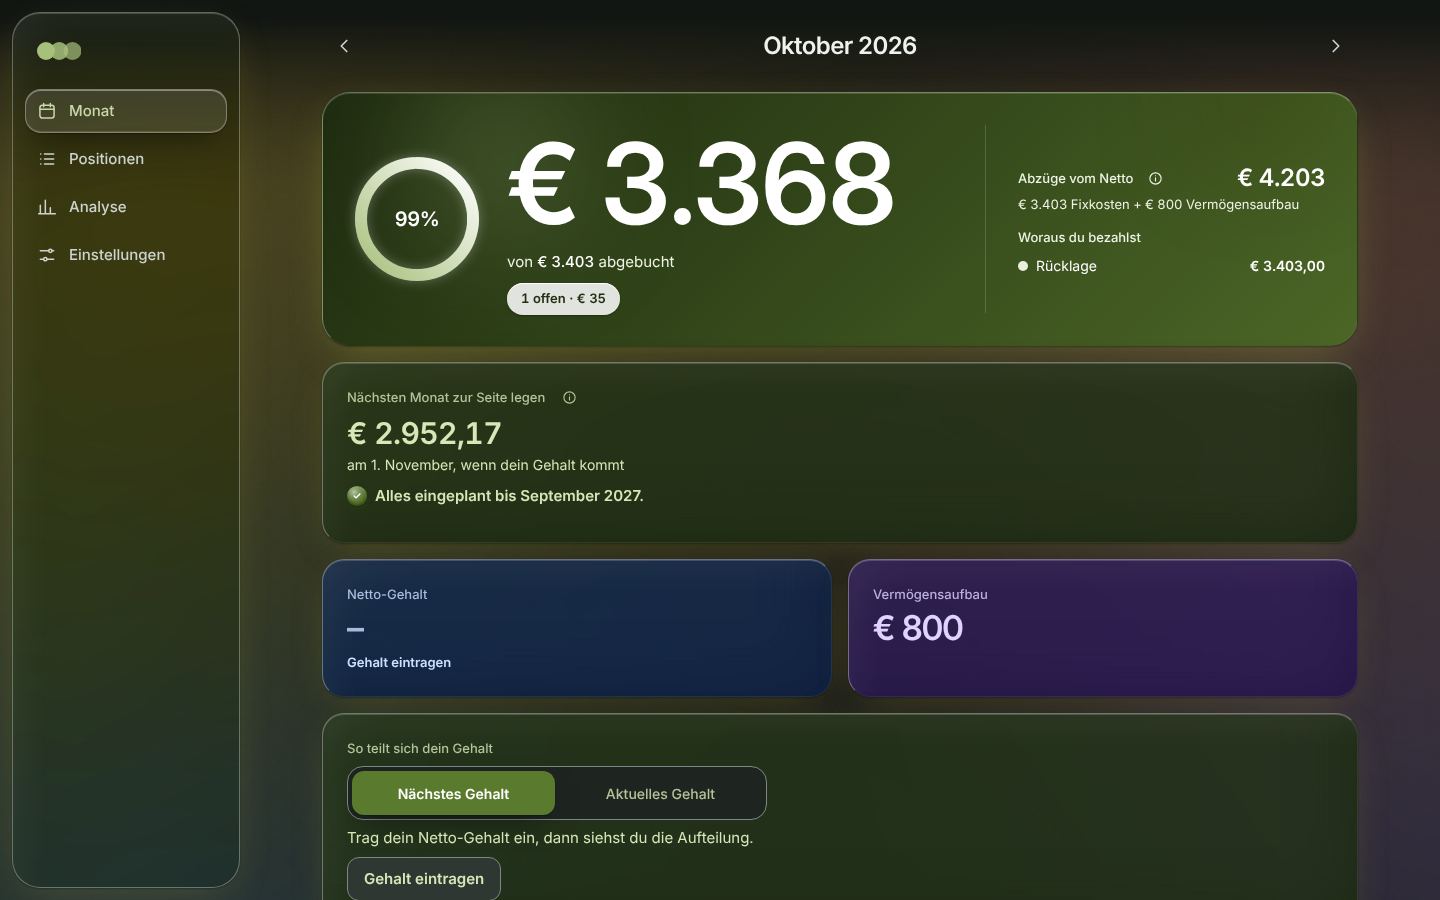 Oktober 2026
Monat
Positionen
Analyse
Einstellungen
99%
€ 3.368
von € 3.403 abgebucht
1 offen · € 35
Abzüge vom Netto
€ 4.203
€ 3.403 Fixkosten + € 800 Vermögensaufbau
Woraus du bezahlst
Rücklage
€ 3.403,00
Nächsten Monat zur Seite legen
€ 2.952,17
am 1. November, wenn dein Gehalt kommt
Alles eingeplant bis September 2027.
Netto-Gehalt
–
Gehalt eintragen
Vermögensaufbau
€ 800
So teilt sich dein Gehalt
Nächstes Gehalt
Aktuelles Gehalt
Trag dein Netto-Gehalt ein, dann siehst du die Aufteilung.
Gehalt eintragen